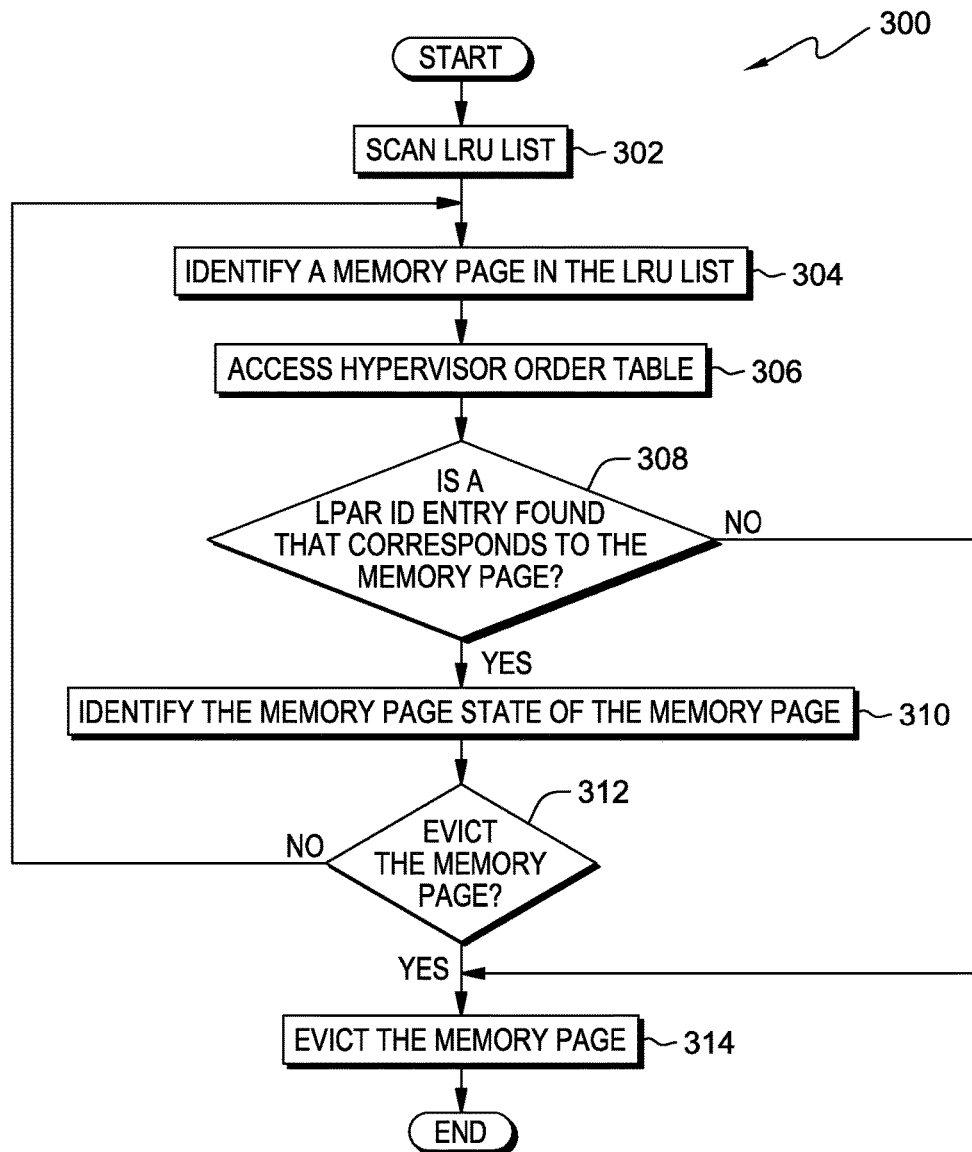 300
START
SCAN LRU LIST
302
IDENTIFY A MEMORY PAGE IN THE LRU LIST
304
ACCESS HYPERVISOR ORDER TABLE
306
308
IS A
LPAR ID ENTRY FOUND
THAT CORRESPONDS TO THE
MEMORY PAGE?
NO
YES
IDENTIFY THE MEMORY PAGE STATE OF THE MEMORY PAGE
310
312
EVICT
THE MEMORY
PAGE?
NO
YES
EVICT THE MEMORY PAGE
314
END